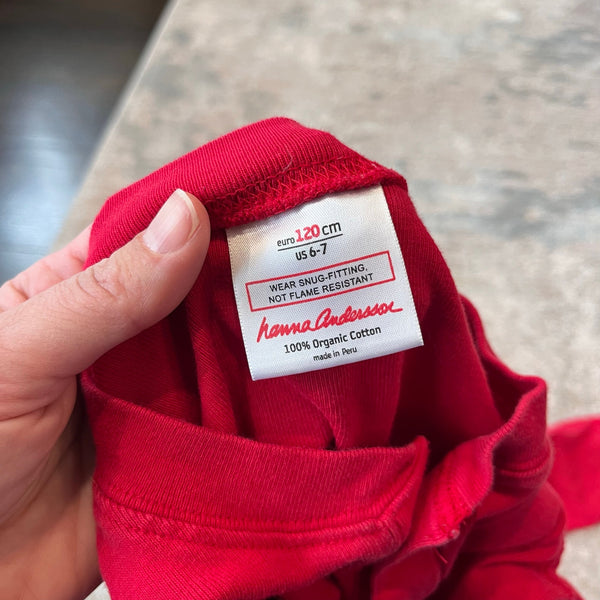 euro 120 cm
US 6-7
WEAR SNUG-FITTING,
NOT FLAME RESISTANT
hanna Andersson
100% Organic Cotton
made in Peru